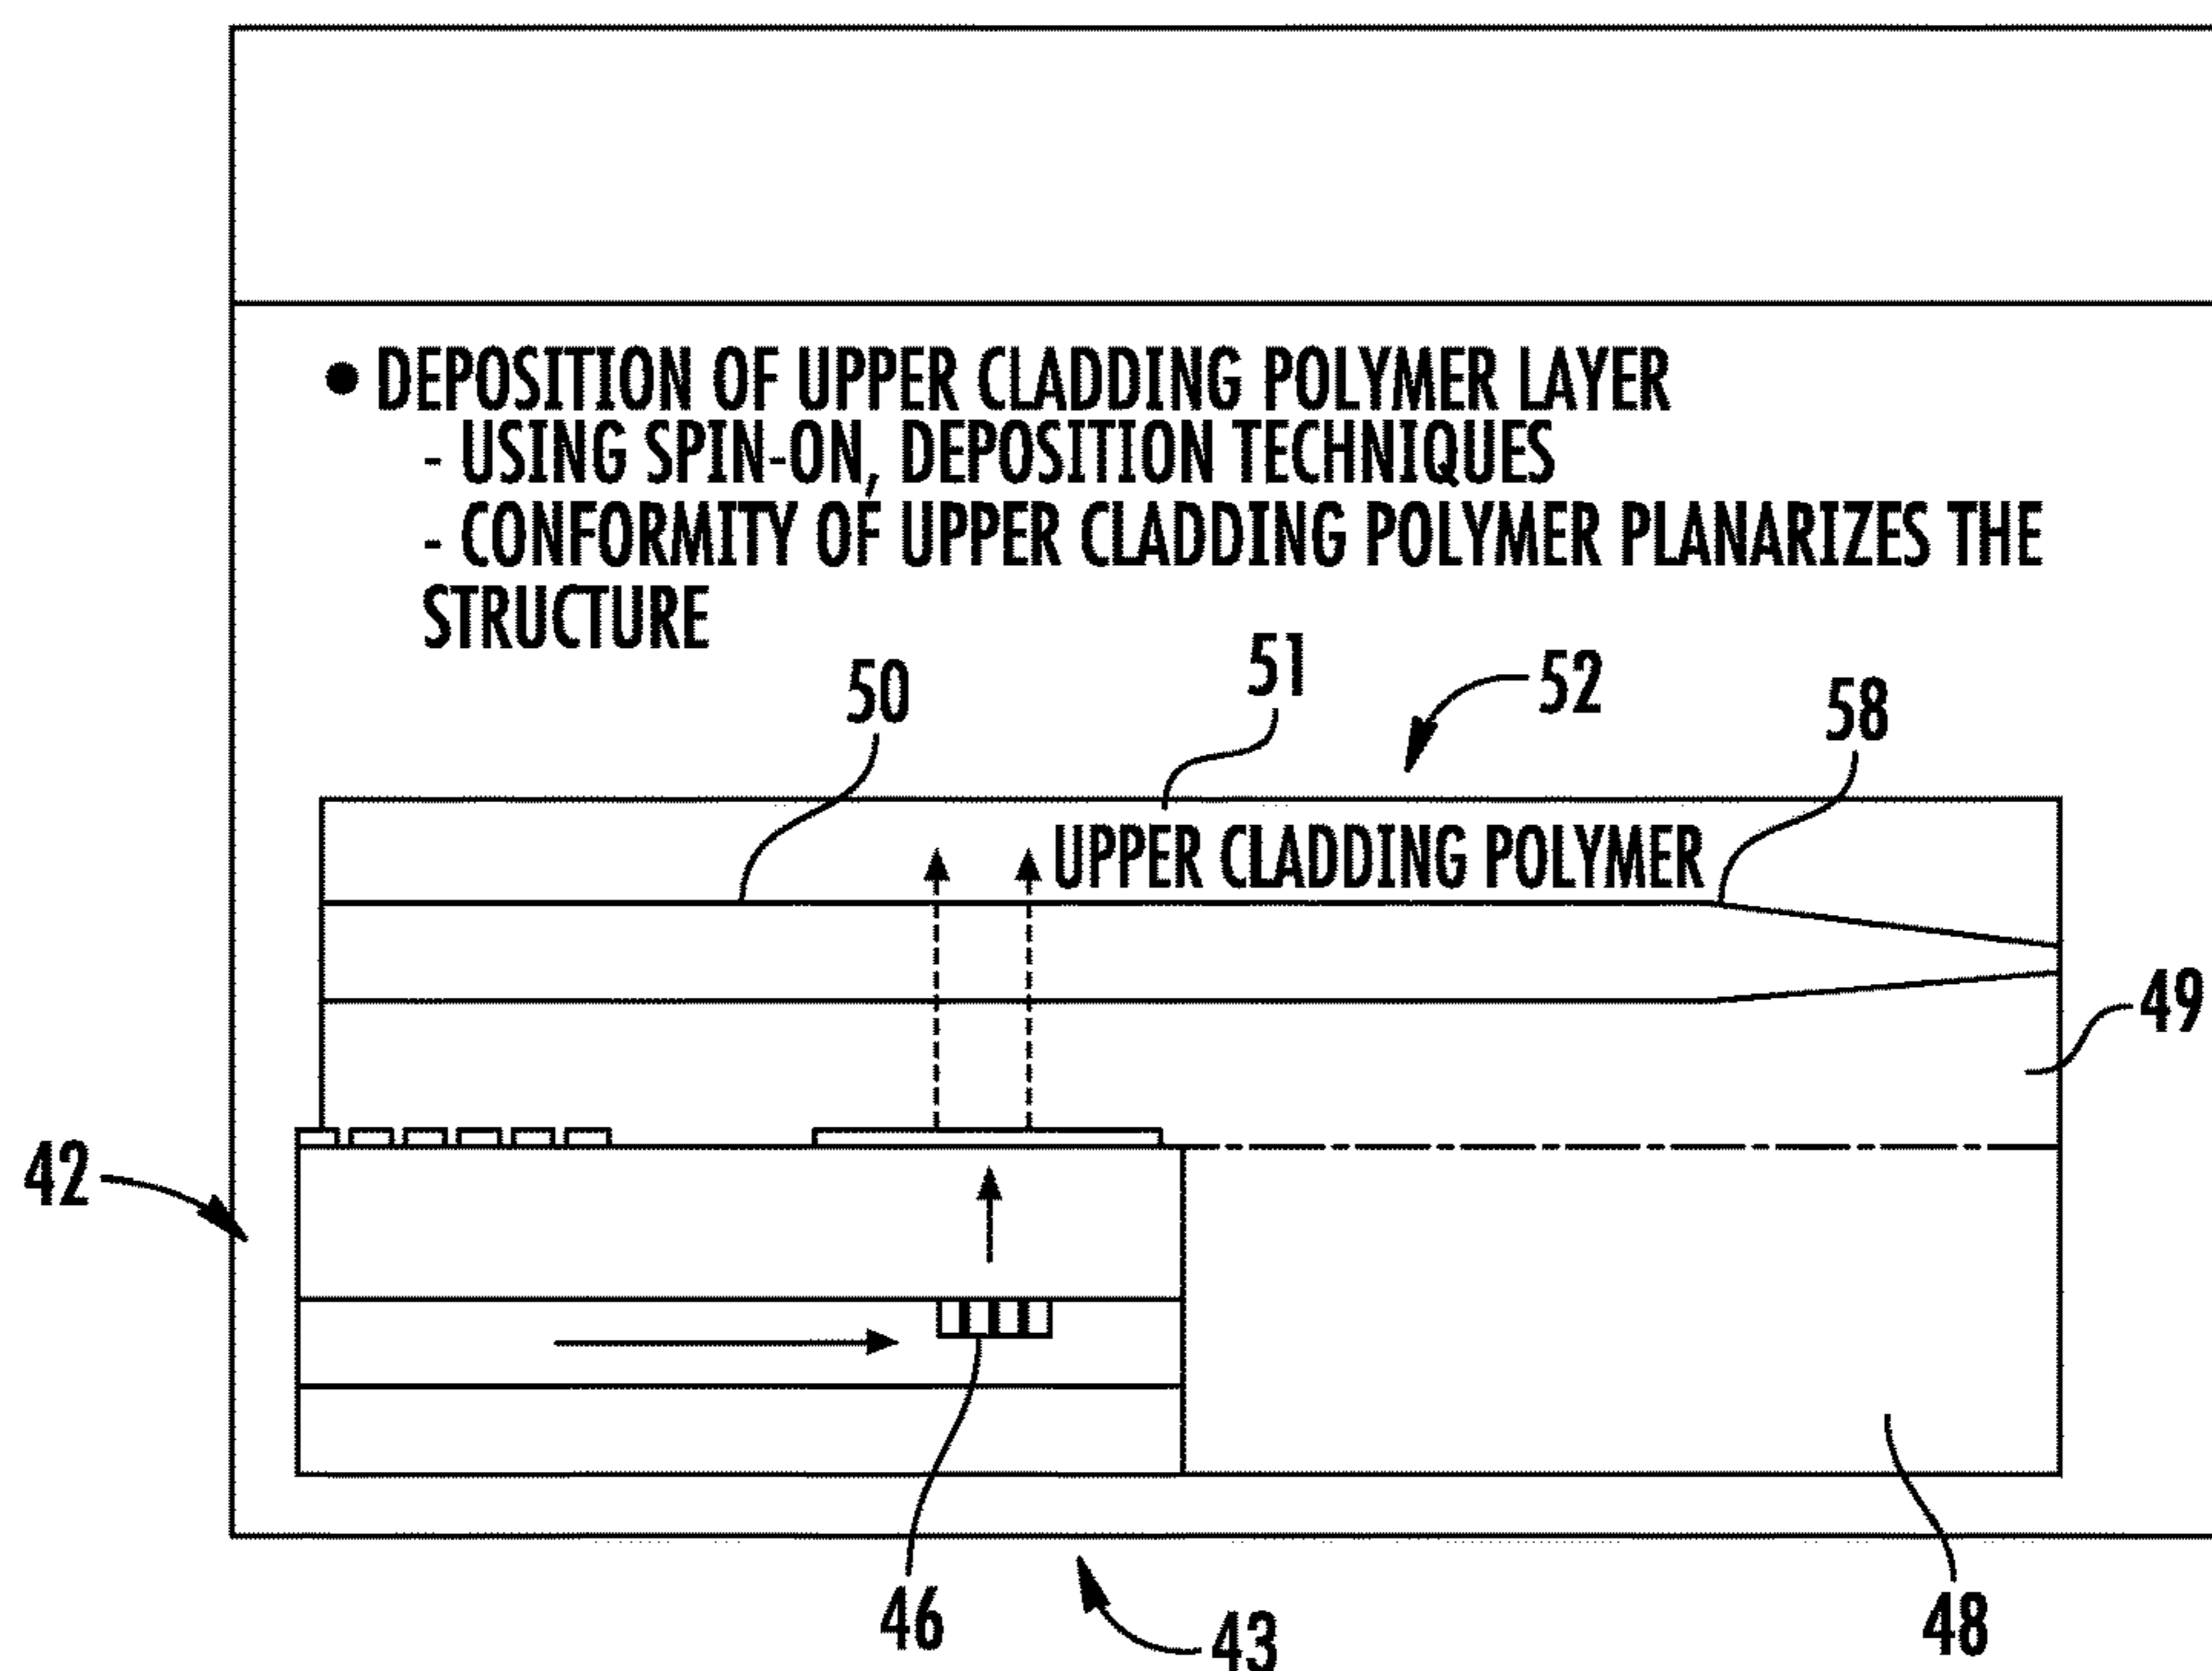 ● DEPOSITION OF UPPER CLADDING POLYMER LAYER
- USING SPIN-ON, DEPOSITION TECHNIQUES
- CONFORMITY OF UPPER CLADDING POLYMER PLANARIZES THE
STRUCTURE
50
51
52
58
UPPER CLADDING POLYMER
49
42
46
43
48